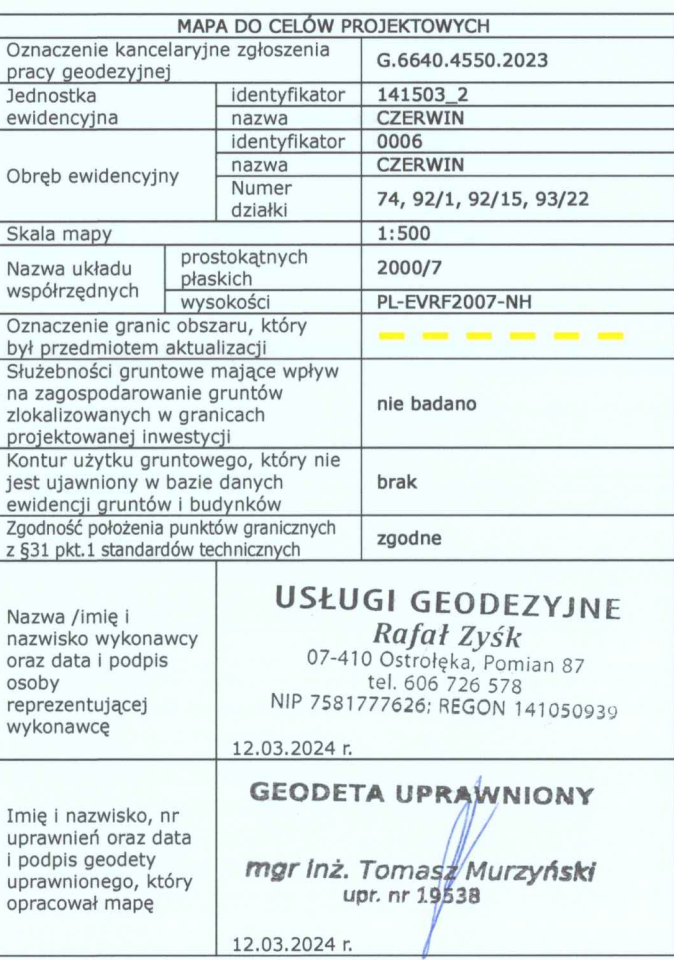 MAPA DO CELÓW PROJEKTOWYCH
Oznaczenie kancelaryjne zgłoszenia
pracy geodezyjnej
G.6640.4550.2023
Jednostka
ewidencyjna
identyfikator
141503_2
nazwa
CZERWIN
Obręb ewidencyjny
identyfikator
0006
nazwa
CZERWIN
Numer
działki
74, 92/1, 92/15, 93/22
Skala mapy
1:500
Nazwa układu
współrzędnych
prostokątnych
płaskich
2000/7
wysokości
PL-EVRF2007-NH
Oznaczenie granic obszaru, który
był przedmiotem aktualizacji
Służebności gruntowe mające wpływ
na zagospodarowanie gruntów
zlokalizowanych w granicach
projektowanej inwestycji
nie badano
Kontur użytku gruntowego, który nie
jest ujawniony w bazie danych
ewidencji gruntów i budynków
brak
Zgodność położenia punktów granicznych
z §31 pkt.1 standardów technicznych
zgodne
Nazwa /imię i
nazwisko wykonawcy
oraz data i podpis
osoby
reprezentującej
wykonawcę
USŁUGI GEODEZYJNE
Rafał Zyśk
07-410 Ostrołęka, Pomian 87
tel. 606 726 578
NIP 7581777626; REGON 141050939
12.03.2024 r.
Imię i nazwisko, nr
uprawnień oraz data
i podpis geodety
uprawnionego, który
opracował mapę
GEODETA UPRAWNIONY
mgr inż. Tomasz Murzyński
upr. nr 19538
12.03.2024 r.